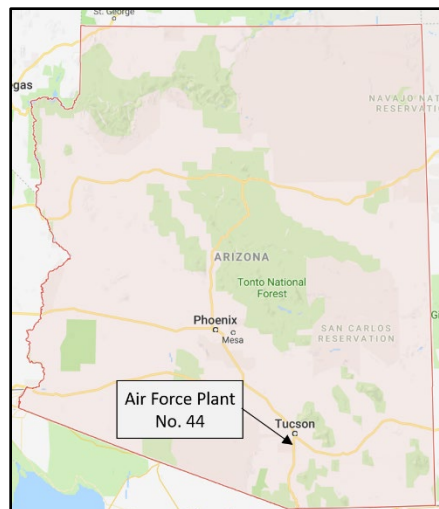 St. George
gas
NAVAJO NAT
RESERVATION
ARIZONA
Tonto National
Forest
Phoenix
Mesa
SAN CARLOS
RESERVATION
G
Air Force Plant
No. 44
Tucson